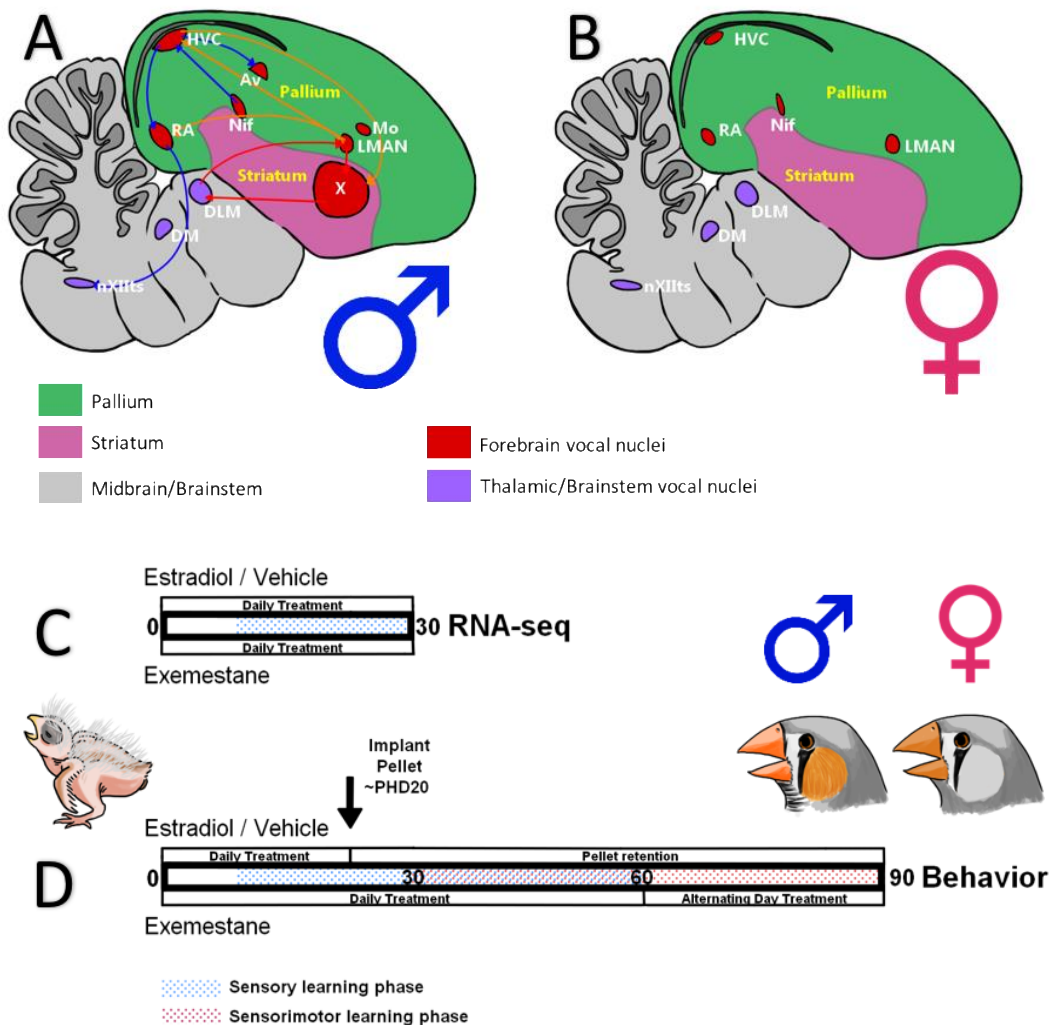 A
HVC
Av
Pallium
RA
Nif
Mo
LMAN
Striatum
X
DLM
DM
nXIIts
B
HVC
Pallium
RA
Nif
LMAN
Striatum
DLM
DM
nXIIts
Pallium
Striatum
Midbrain/Brainstem
Forebrain vocal nuclei
Thalamic/Brainstem vocal nuclei
C
Estradiol / Vehicle
Daily Treatment
0 30 RNA-seq
Daily Treatment
Exemestane
Implant
Pellet
~PHD20
D
Estradiol / Vehicle
Daily Treatment Pellet retention
0 30 60 90 Behavior
Daily Treatment Alternating Day Treatment
Exemestane
Sensory learning phase
Sensorimotor learning phase